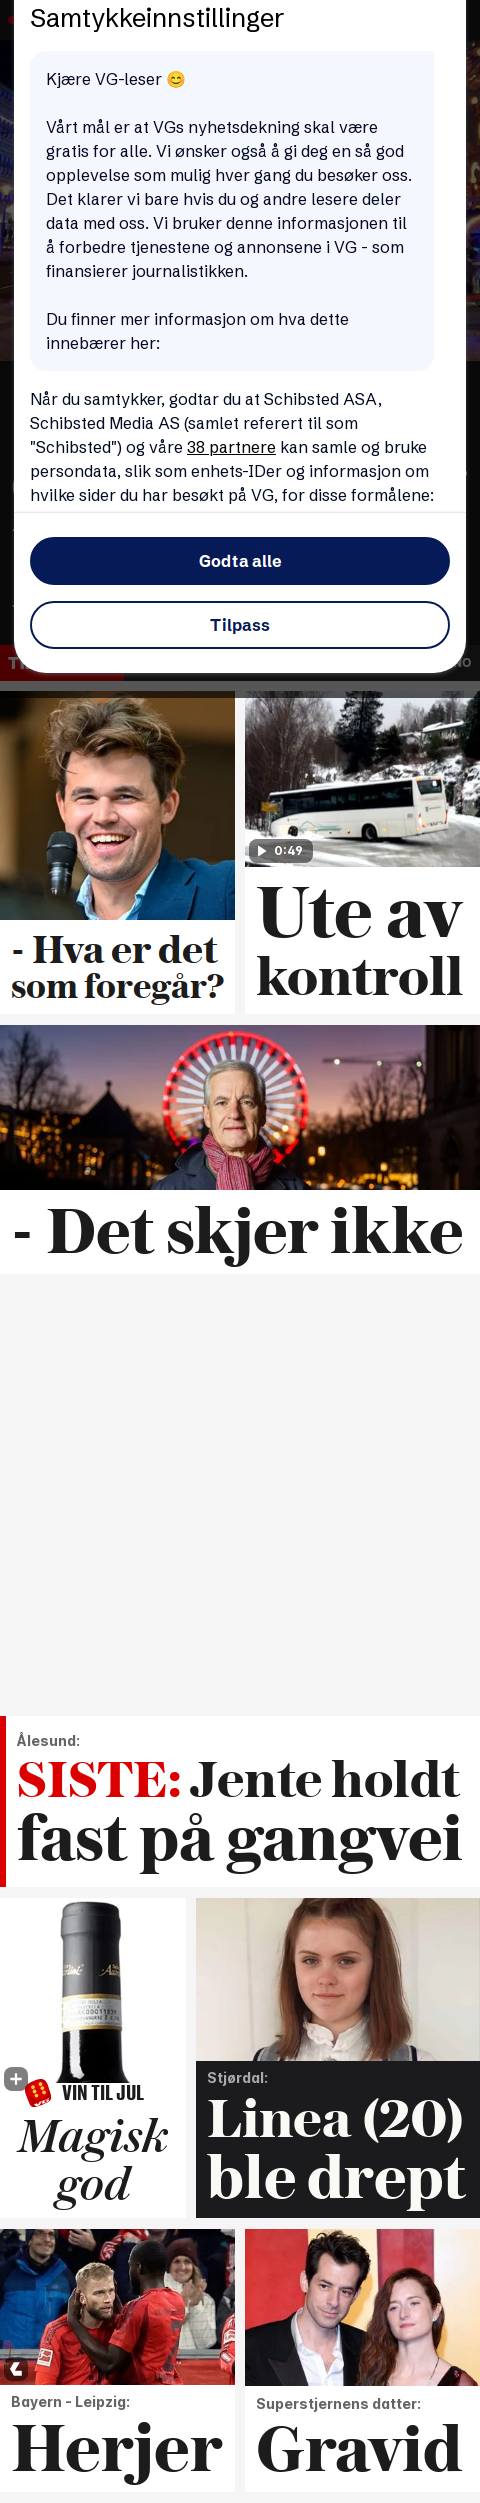 Samtykkeinnstillinger
Kjære VG-leser 😊
Vårt mål er at VGs nyhetsdekning skal være
gratis for alle. Vi ønsker også å gi deg en så god
opplevelse som mulig hver gang du besøker oss.
Det klarer vi bare hvis du og andre lesere deler
data med oss. Vi bruker denne informasjonen til
å forbedre tjenestene og annonsene i VG - som
finansierer journalistikken.
Du finner mer informasjon om hva dette
innebærer her:
Når du samtykker, godtar du at Schibsted ASA,
Schibsted Media AS (samlet referert til som
"Schibsted") og våre 38 partnere kan samle og bruke
persondata, slik som enhets-IDer og informasjon om
hvilke sider du har besøkt på VG, for disse formålene:
Godta alle
Tilpass
0:49
- Hva er det
som foregår?
Ute av
kontroll
- Det skjer ikke
Ålesund:
SISTE: Jente holdt
fast på gangvei
VIN TIL JUL
Magisk
god
Stjørdal:
Linea (20)
ble drept
Bayern - Leipzig:
Herjer
Superstjernens datter:
Gravid